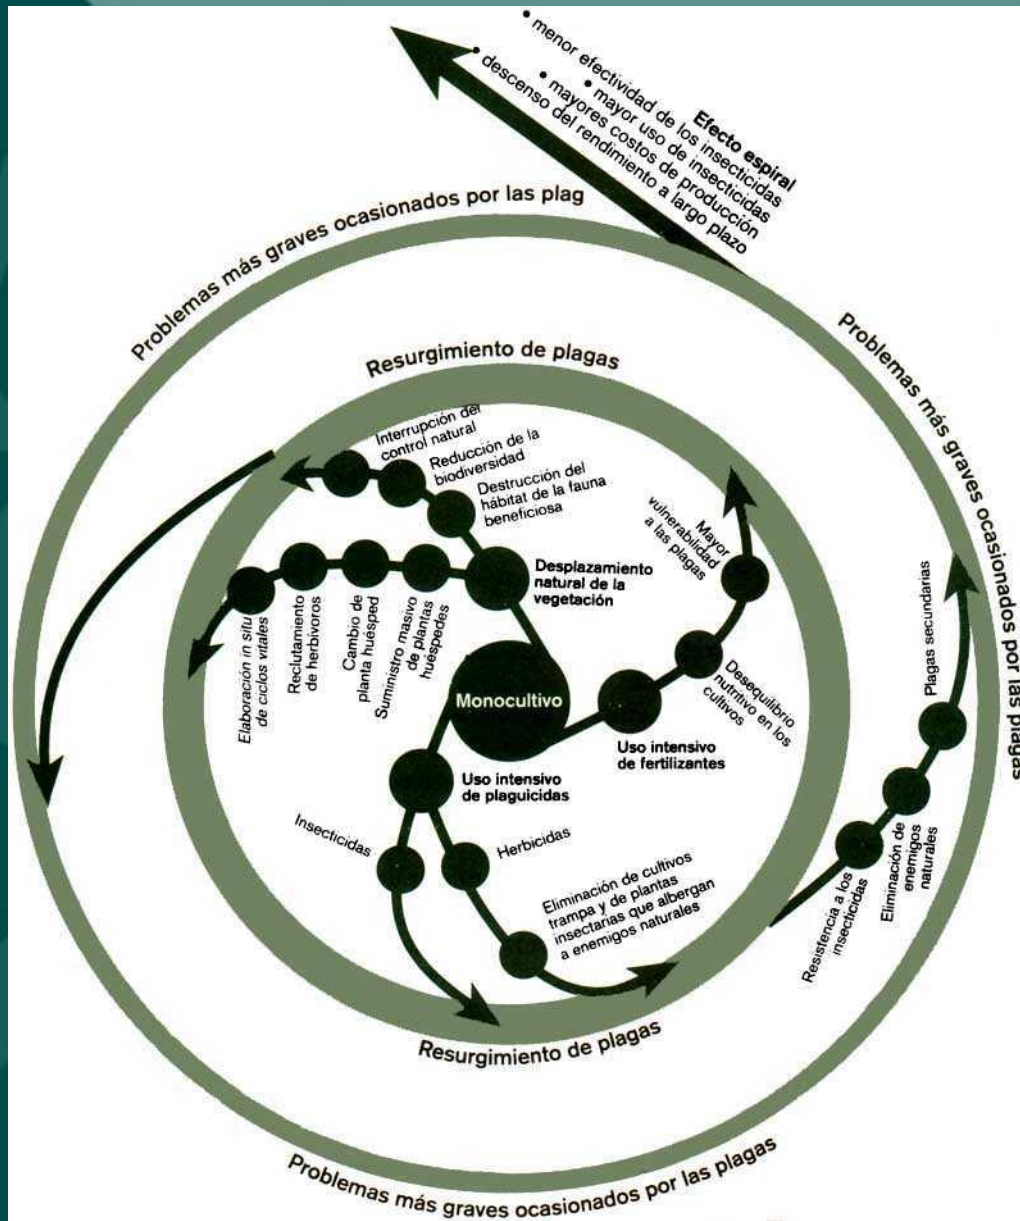 Efecto espiral
• menor efectividad de los insecticidas
• mayor uso de insecticidas
• mayores costos de producción
• descenso del rendimiento a largo plazo
Problemas más graves ocasionados por las plag
Problemas más graves ocasionados por las plagas
Resurgimiento de plagas
Interrupción del
control natural
Reducción de la
biodiversidad
Destrucción del
hábitat de la fauna
beneficiosa
Desplazamiento
natural de la
vegetación
Suministro masivo
de plantas
huéspedes
Cambio de
planta huésped
Reclutamiento
de herbívoros
Elaboración in situ
de ciclos vitales
Mayor
vulnerabilidad
a las plagas
Desequilibrio
nutritivo en los
cultivos
Uso intensivo
de fertilizantes
Monocultivo
Uso intensivo
de plaguicidas
Insecticidas
Herbicidas
Eliminación de cultivos
trampa y de plantas
insectarias que albergan
a enemigos naturales
Plagas secundarias
Eliminación de
enemigos
naturales
Resistencia a los
insecticidas
Resurgimiento de plagas
Problemas más graves ocasionados por las plagas